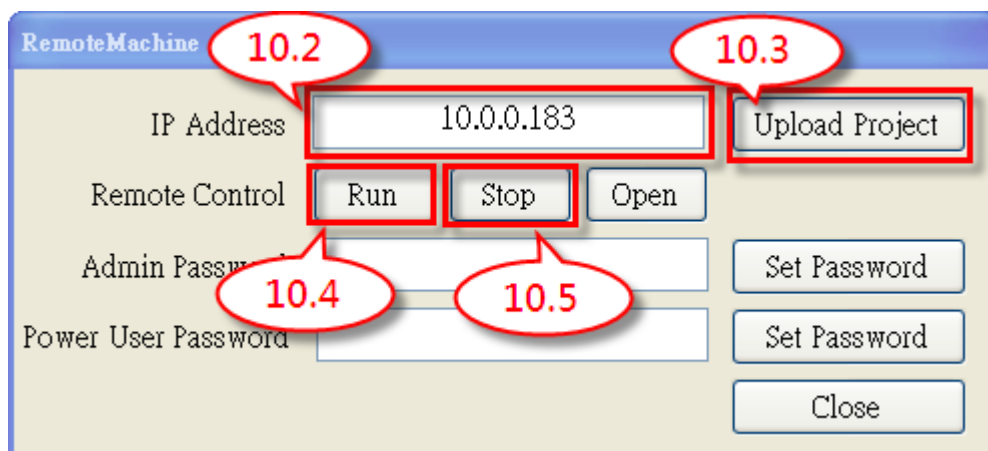 RemoteMachine
10.2
10.3
IP Address 10.0.0.183 Upload Project
Remote Control Run Stop Open
Admin Password Set Password
10.4
10.5
Power User Password Set Password
Close